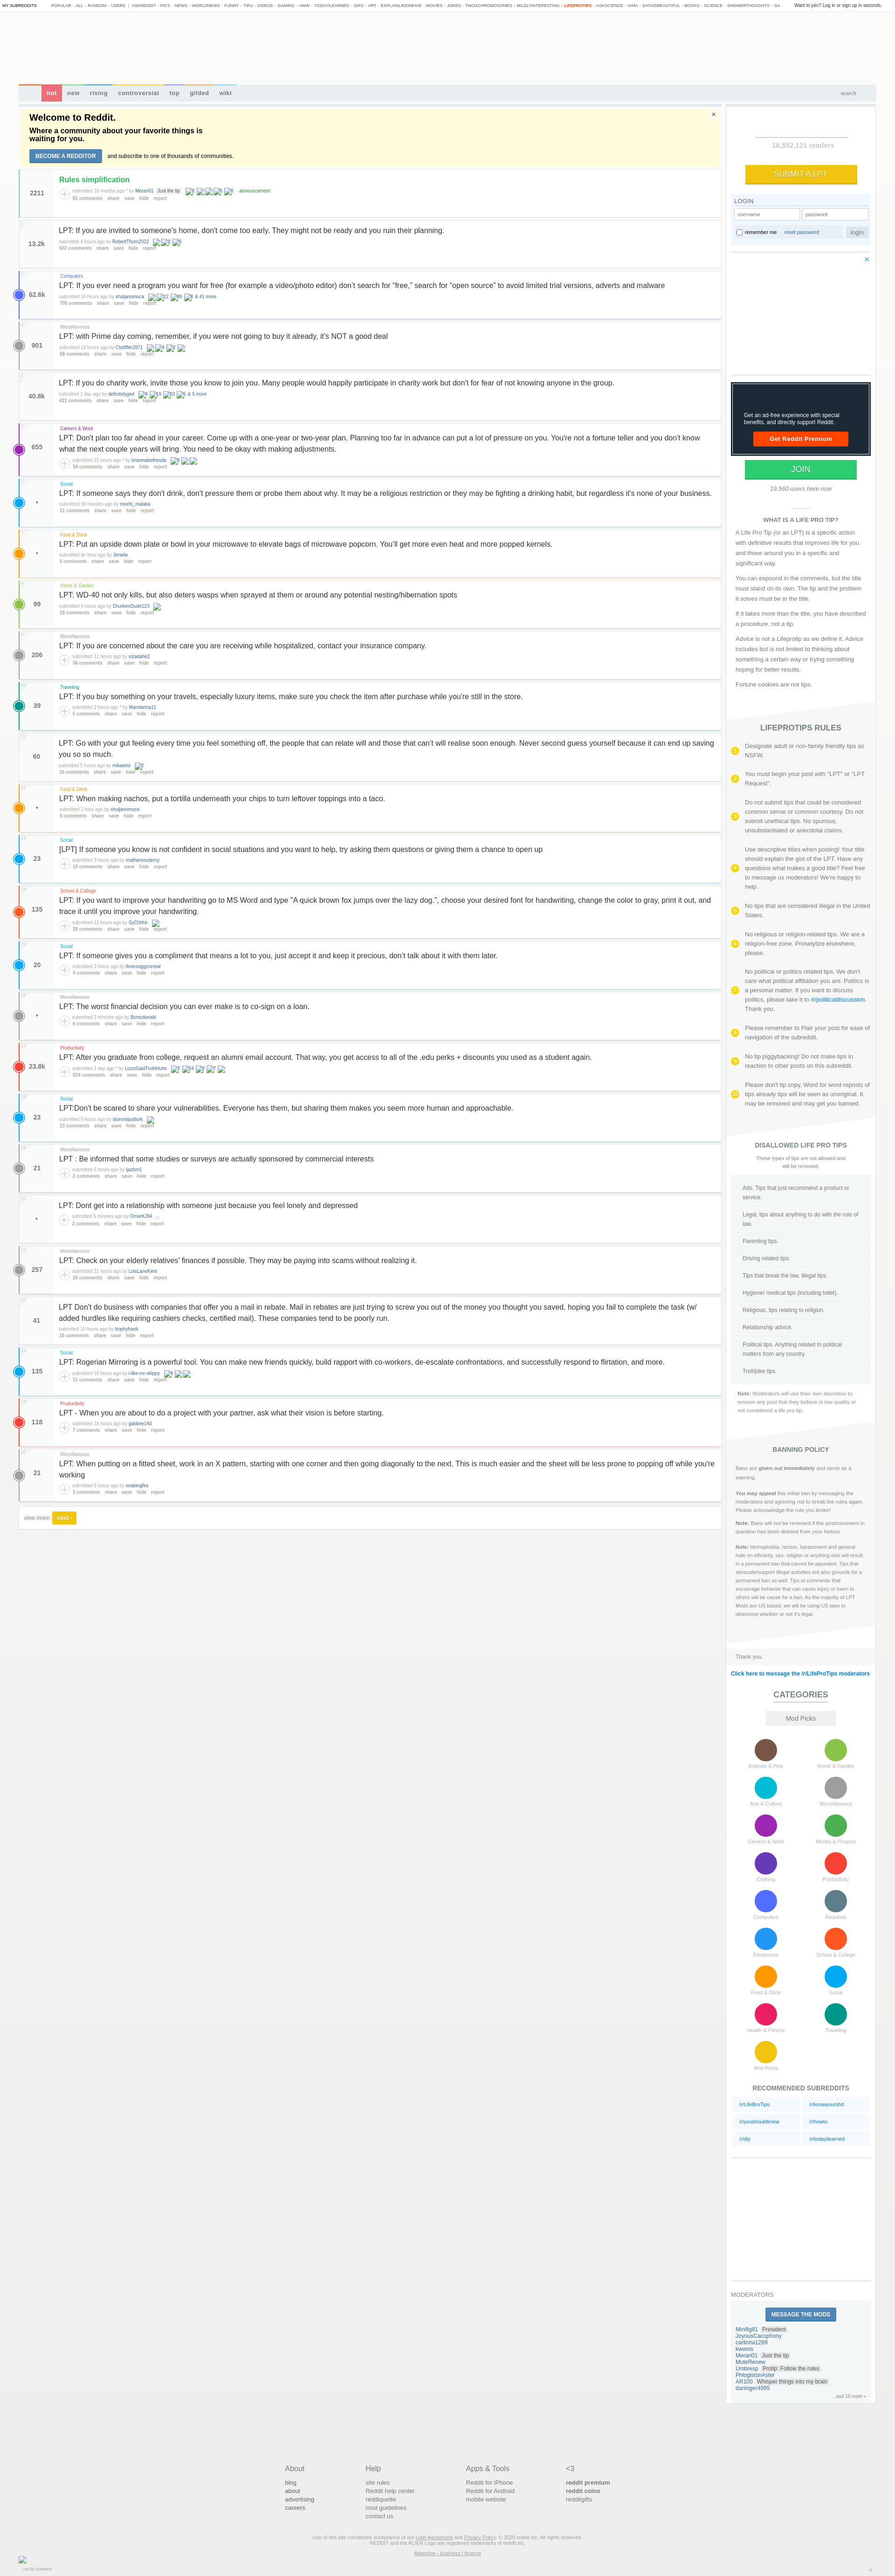 MY SUBREDDITS POPULAR - ALL - RANDOM - USERS | ASKREDDIT - PICS - NEWS - WORLDNEWS - FUNNY - TIFU - VIDEOS - GAMING - AWW - TODAYILEARNED - GIFS - ART - EXPLAINLIKEIMFIVE - MOVIES - JOKES - TWOXCHROMOSOMES - MILDLYINTERESTING - LIFEPROTIPS - ASKSCIENCE - IAMA - DATAISBEAUTIFUL - BOOKS - SCIENCE - SHOWERTHOUGHTS - GA Want to join? Log in or sign up in seconds.
hot new rising controversial top gilded wiki search
Welcome to Reddit.
Where a community about your favorite things is
waiting for you.
BECOME A REDDITOR and subscribe to one of thousands of communities.
×
2211
Rules simplification
submitted 10 months ago * by Merari01 Just the tip - announcement
81 comments share save hide report
13.2k
LPT: If you are invited to someone's home, don't come too early. They might not be ready and you ruin their planning.
submitted 4 hours ago by RobertThorn2022
602 comments share save hide report
62.6k
Computers
LPT: If you ever need a program you want for free (for example a video/photo editor) don't search for "free," search for "open source" to avoid limited trial versions, adverts and malware
submitted 16 hours ago by xhuljanomuca & 41 more
700 comments share save hide report
901
Miscellaneous
LPT: with Prime day coming, remember, if you were not going to buy it already, it's NOT a good deal
submitted 14 hours ago by Cbsliffler2871
58 comments share save hide report
40.8k
LPT: If you do charity work, invite those you know to join you. Many people would happily participate in charity work but don't for fear of not knowing anyone in the group.
submitted 1 day ago by definitelyged & 5 more
431 comments share save hide report
655
Careers & Work
LPT: Don't plan too far ahead in your career. Come up with a one-year or two-year plan. Planning too far in advance can put a lot of pressure on you. You're not a fortune teller and you don't know
what the next couple years will bring. You need to be okay with making adjustments.
submitted 15 hours ago * by briannabethenda
34 comments share save hide report
•
Social
LPT: If someone says they don't drink, don't pressure them or probe them about why. It may be a religious restriction or they may be fighting a drinking habit, but regardless it's none of your business.
submitted 39 minutes ago by mochi_malaka
11 comments share save hide report
•
Food & Drink
LPT: Put an upside down plate or bowl in your microwave to elevate bags of microwave popcorn. You'll get more even heat and more popped kernels.
submitted an hour ago by Jinnella
6 comments share save hide report
99
Home & Garden
LPT: WD-40 not only kills, but also deters wasps when sprayed at them or around any potential nesting/hibernation spots
submitted 6 hours ago by DrunkenDude123
29 comments share save hide report
206
Miscellaneous
LPT: If you are concerned about the care you are receiving while hospitalized, contact your insurance company.
submitted 11 hours ago by vizadahe2
36 comments share save hide report
39
Traveling
LPT: If you buy something on your travels, especially luxury items, make sure you check the item after purchase while you're still in the store.
submitted 2 hours ago * by Mandarina11
5 comments share save hide report
60
LPT: Go with your gut feeling every time you feel something off, the people that can relate will and those that can't will realise soon enough. Never second guess yourself because it can end up saving
you so so much.
submitted 5 hours ago by mikaielol
16 comments share save hide report
•
Food & Drink
LPT: When making nachos, put a tortilla underneath your chips to turn leftover toppings into a taco.
submitted 1 hour ago by xhuljanomuca
9 comments share save hide report
23
Social
[LPT] If someone you know is not confident in social situations and you want to help, try asking them questions or giving them a chance to open up
submitted 3 hours ago by mathansoudemy
10 comments share save hide report
135
School & College
LPT: If you want to improve your handwriting go to MS Word and type "A quick brown fox jumps over the lazy dog.", choose your desired font for handwriting, change the color to gray, print it out, and
trace it until you improve your handwriting.
submitted 12 hours ago by SyChhhh
28 comments share save hide report
20
Social
LPT: If someone gives you a compliment that means a lot to you, just accept it and keep it precious, don't talk about it with them later.
submitted 3 hours ago by ilovesoggycereal
4 comments share save hide report
•
Miscellaneous
LPT: The worst financial decision you can ever make is to co-sign on a loan.
submitted 2 minutes ago by Bcmcdonald
6 comments share save hide report
23.8k
Productivity
LPT: After you graduate from college, request an alumni email account. That way, you get access to all of the .edu perks + discounts you used as a student again.
submitted 1 day ago * by LizzoSaidTruthHurts
624 comments share save hide report
23
Social
LPT:Don't be scared to share your vulnerabilities. Everyone has them, but sharing them makes you seem more human and approachable.
submitted 5 hours ago by idunnoijustlurk
23 comments share save hide report
21
Miscellaneous
LPT : Be informed that some studies or surveys are actually sponsored by commercial interests
submitted 6 hours ago by ijazbm1
2 comments share save hide report
•
LPT: Dont get into a relationship with someone just because you feel lonely and depressed
submitted 5 minutes ago by OmarKJ94
2 comments share save hide report
257
Miscellaneous
LPT: Check on your elderly relatives' finances if possible. They may be paying into scams without realizing it.
submitted 21 hours ago by LoisLaneKent
25 comments share save hide report
41
LPT Don't do business with companies that offer you a mail in rebate. Mail in rebates are just trying to screw you out of the money you thought you saved, hoping you fail to complete the task (w/
added hurdles like requiring cashiers checks, certified mail). These companies tend to be poorly run.
submitted 10 hours ago by trophyfrank
16 comments share save hide report
135
Social
LPT: Rogerian Mirroring is a powerful tool. You can make new friends quickly, build rapport with co-workers, de-escalate confrontations, and successfully respond to flirtation, and more.
submitted 18 hours ago by i-like-mr-skippy
31 comments share save hide report
118
Productivity
LPT - When you are about to do a project with your partner, ask what their vision is before starting.
submitted 18 hours ago by gabbee140
7 comments share save hide report
21
Miscellaneous
LPT: When putting on a fitted sheet, work in an X pattern, starting with one corner and then going diagonally to the next. This is much easier and the sheet will be less prone to popping off while you're
working
submitted 8 hours ago by snakingfire
2 comments share save hide report
view more: next ›
18,552,121 readers
SUBMIT A LPT
LOGIN
username password
remember me reset password login
Get an ad-free experience with special
benefits, and directly support Reddit.
Get Reddit Premium
JOIN
19,560 users here now
WHAT IS A LIFE PRO TIP?
A Life Pro Tip (or an LPT) is a specific action
with definitive results that improves life for you
and those around you in a specific and
significant way.
You can expound in the comments, but the title
must stand on its own. The tip and the problem
it solves must be in the title.
If it takes more than the title, you have described
a procedure, not a tip.
Advice is not a Lifeprotip as we define it. Advice
includes but is not limited to thinking about
something a certain way or trying something
hoping for better results.
Fortune cookies are not tips.
LIFEPROTIPS RULES
1 Designate adult or non-family friendly tips as
NSFW.
2 You must begin your post with "LPT" or "LPT
Request".
3 Do not submit tips that could be considered
common sense or common courtesy. Do not
submit unethical tips. No spurious,
unsubstantiated or anecdotal claims.
4 Use descriptive titles when posting! Your title
should explain the gist of the LPT. Have any
questions what makes a good title? Feel free
to message us moderators! We're happy to
help.
5 No tips that are considered illegal in the United
States.
6 No religious or religion-related tips. We are a
religion-free zone. Proselytize elsewhere,
please.
7 No political or politics related tips. We don't
care what political affiliation you are. Politics is
a personal matter. If you want to discuss
politics, please take it to /r/politicaldiscussion.
Thank you.
8 Please remember to Flair your post for ease of
navigation of the subreddit.
9 No tip piggybacking! Do not make tips in
reaction to other posts on this subreddit.
10 Please don't tip copy. Word for word reposts of
tips already tips will be seen as unoriginal. It
may be removed and may get you banned.
DISALLOWED LIFE PRO TIPS
These types of tips are not allowed and
will be removed.
Ads. Tips that just recommend a product or
service.
Legal, tips about anything to do with the rule of
law.
Parenting tips.
Driving related tips.
Tips that break the law, illegal tips.
Hygiene/ medical tips (including toilet).
Religious, tips relating to religion.
Relationship advice.
Political tips. Anything related to political
matters from any country.
Troll/joke tips.
Note: Moderators will use their own discretion to
remove any post that they believe is low-quality or
not considered a life pro tip.
BANNING POLICY
Bans are given out immediately and serve as a
warning.
You may appeal this initial ban by messaging the
moderators and agreeing not to break the rules again.
Please acknowledge the rule you broke!
Note: Bans will not be reversed if the post/comment in
question has been deleted from your history.
Note: Homophobia, racism, harassment and general
hate on ethnicity, sex, religion or anything else will result
in a permanent ban that cannot be appealed. Tips that
advocate/support illegal activities are also grounds for a
permanent ban as well. Tips or comments that
encourage behavior that can cause injury or harm to
others will be cause for a ban. As the majority of LPT
Mods are US based, we will be using US laws to
determine whether or not it's legal.
Thank you.
Click here to message the /r/LifeProTips moderators
CATEGORIES
Mod Picks
Animals & Pets Home & Garden
Arts & Culture Miscellaneous
Careers & Work Money & Finance
Clothing Productivity
Computers Requests
Electronics School & College
Food & Drink Social
Health & Fitness Traveling
Mod Posts
RECOMMENDED SUBREDDITS
/r/LifeBroTips /r/knowyourshit
/r/youshouldknow /r/howto
/r/diy /r/todayilearned
MODERATORS
MESSAGE THE MODS
Minifig81 President
JoyousCacophony
carlinha1289
kwwxis
Merari01 Just the tip
MuteRenew
Umbresp Protip: Follow the rules
PhlogistonAster
AR100 Whisper things into my brain
daninger4995
...and 19 more »
About Help Apps & Tools <3
blog site rules Reddit for iPhone reddit premium
about Reddit help center Reddit for Android reddit coins
advertising reddiquette mobile website redditgifts
careers mod guidelines
contact us
Use of this site constitutes acceptance of our User Agreement and Privacy Policy. © 2020 reddit inc. All rights reserved.
REDDIT and the ALIEN Logo are registered trademarks of reddit inc.
Advertise - business / finance